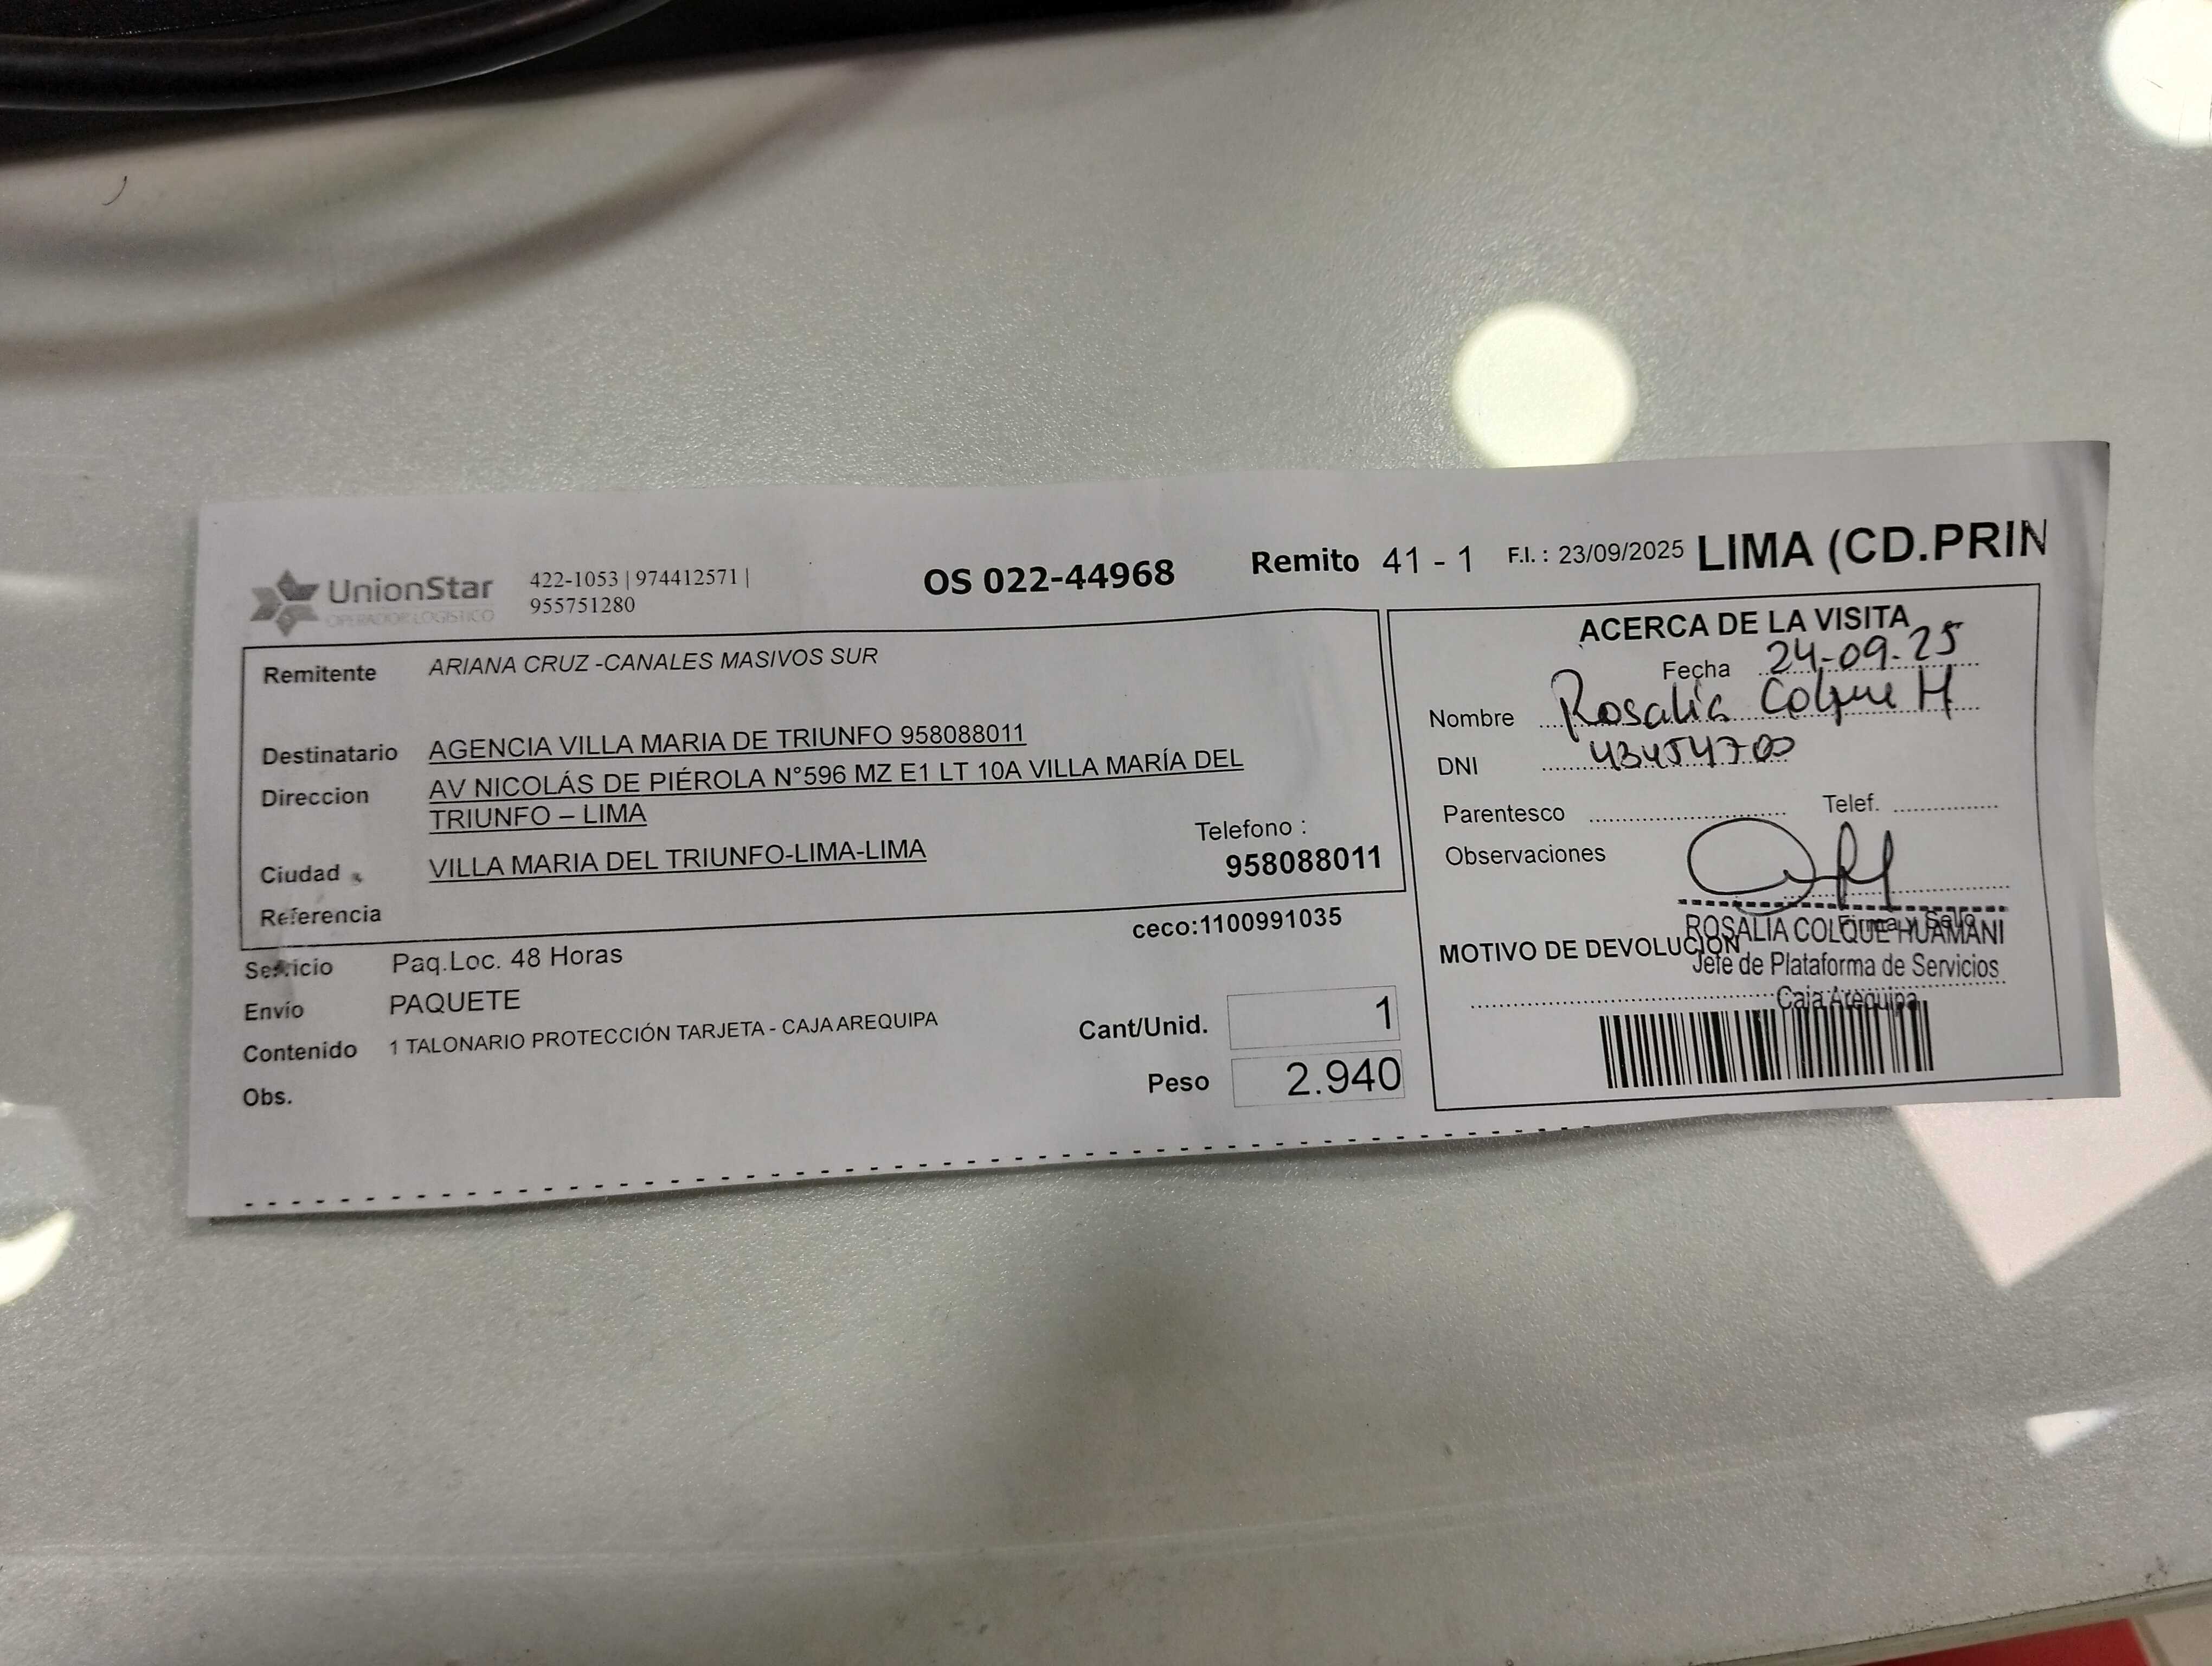 UnionStar
OPERADOR LOGISTICO
422-1053 | 974412571 |
955751280
OS 022-44968
Remito 41 - 1
F.I. : 23/09/2025
LIMA (CD.PRIN
Remitente ARIANA CRUZ -CANALES MASIVOS SUR
Destinatario AGENCIA VILLA MARIA DE TRIUNFO 958088011
Direccion AV NICOLÁS DE PIÉROLA N°596 MZ E1 LT 10A VILLA MARÍA DEL
TRIUNFO – LIMA
Telefono :
Ciudad VILLA MARIA DEL TRIUNFO-LIMA-LIMA 958088011
Referencia
ceco:1100991035
Servicio Paq.Loc. 48 Horas
Envío PAQUETE
Contenido 1 TALONARIO PROTECCIÓN TARJETA - CAJA AREQUIPA
Obs.
Cant/Unid. 1
Peso 2.940
ACERCA DE LA VISITA
Fecha 24-09-25
Nombre Rosalia Colque H
DNI 43454700
Parentesco Telef.
Observaciones
Firma y Sello
ROSALIA COLQUE HUAMANI
MOTIVO DE DEVOLUCION
Jefe de Plataforma de Servicios
Caja Arequipa